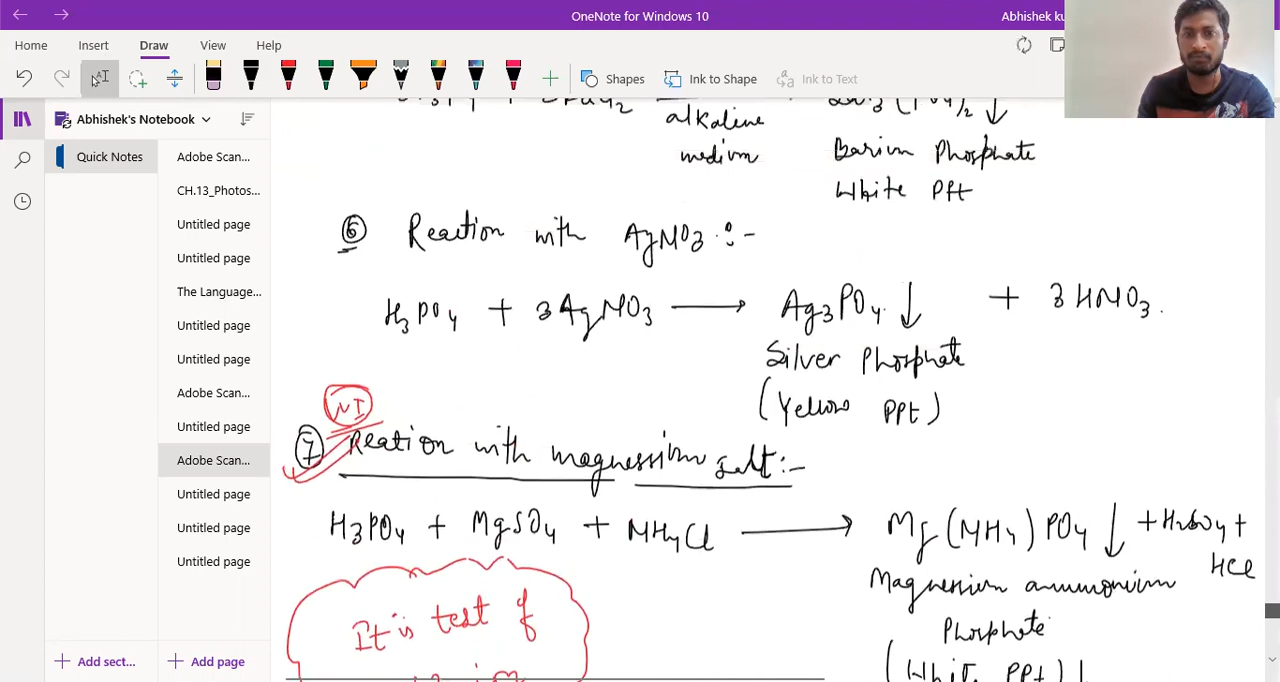 OneNote for Windows 10
Abhishek ku
Home Insert Draw View Help
Shapes Ink to Shape Ink to Text
Abhishek's Notebook
Quick Notes
Adobe Scan...
CH.13_Photos...
Untitled page
Untitled page
The Language...
Untitled page
Untitled page
Adobe Scan...
Untitled page
Adobe Scan...
Untitled page
Untitled page
Untitled page
Add sect... Add page
alkaline
medium
Barium Phosphate
White PPt
⑥ Reaction with AgNO3 :-
H3PO4 + 3AgNO3 → Ag3PO4 ↓ + 3HNO3.
Silver Phosphate
(Yellow PPt)
⑦ Reation with magnessium salt:-
H3PO4 + MgSO4 + NH4Cl → Mg(NH4)PO4 ↓ + H2SO4 +
HCl
Magnessium ammonium
Phosphate
(White PPt) ↓
It is test of